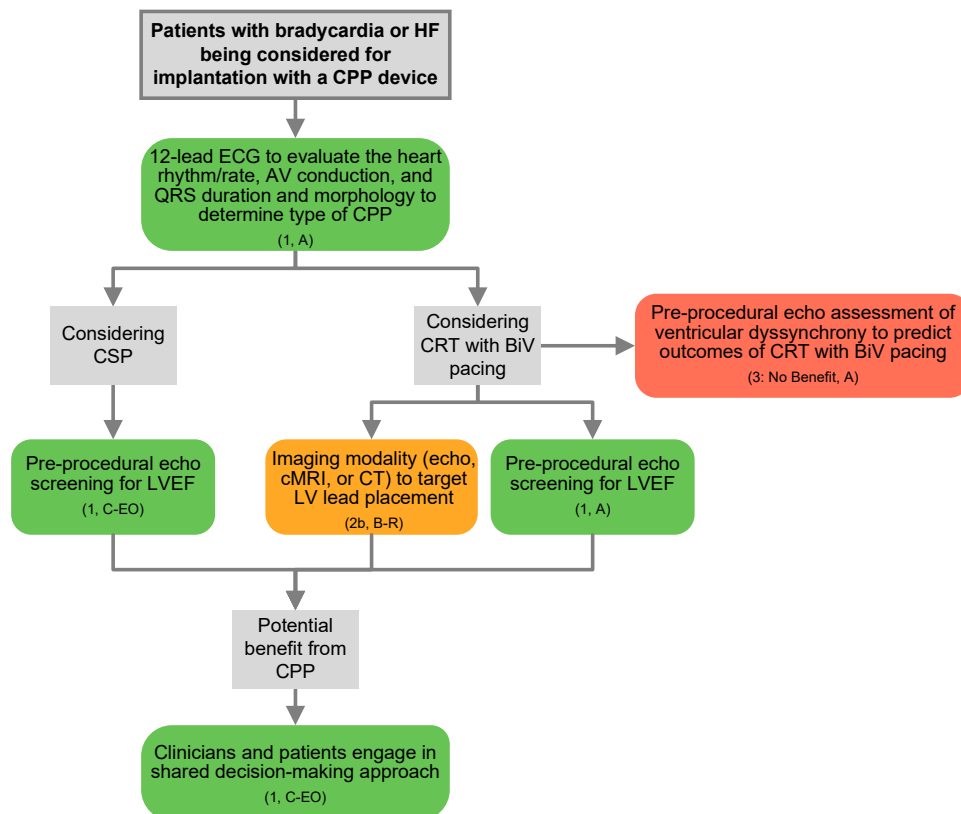 Patients with bradycardia or HF
being considered for
implantation with a CPP device
12-lead ECG to evaluate the heart
rhythm/rate, AV conduction, and
QRS duration and morphology to
determine type of CPP
(1, A)
Considering
CSP
Considering
CRT with BiV
pacing
Pre-procedural echo assessment of
ventricular dyssynchrony to predict
outcomes of CRT with BiV pacing
(3: No Benefit, A)
Pre-procedural echo
screening for LVEF
(1, C-EO)
Imaging modality (echo,
cMRI, or CT) to target
LV lead placement
(2b, B-R)
Pre-procedural echo
screening for LVEF
(1, A)
Potential
benefit from
CPP
Clinicians and patients engage in
shared decision-making approach
(1, C-EO)